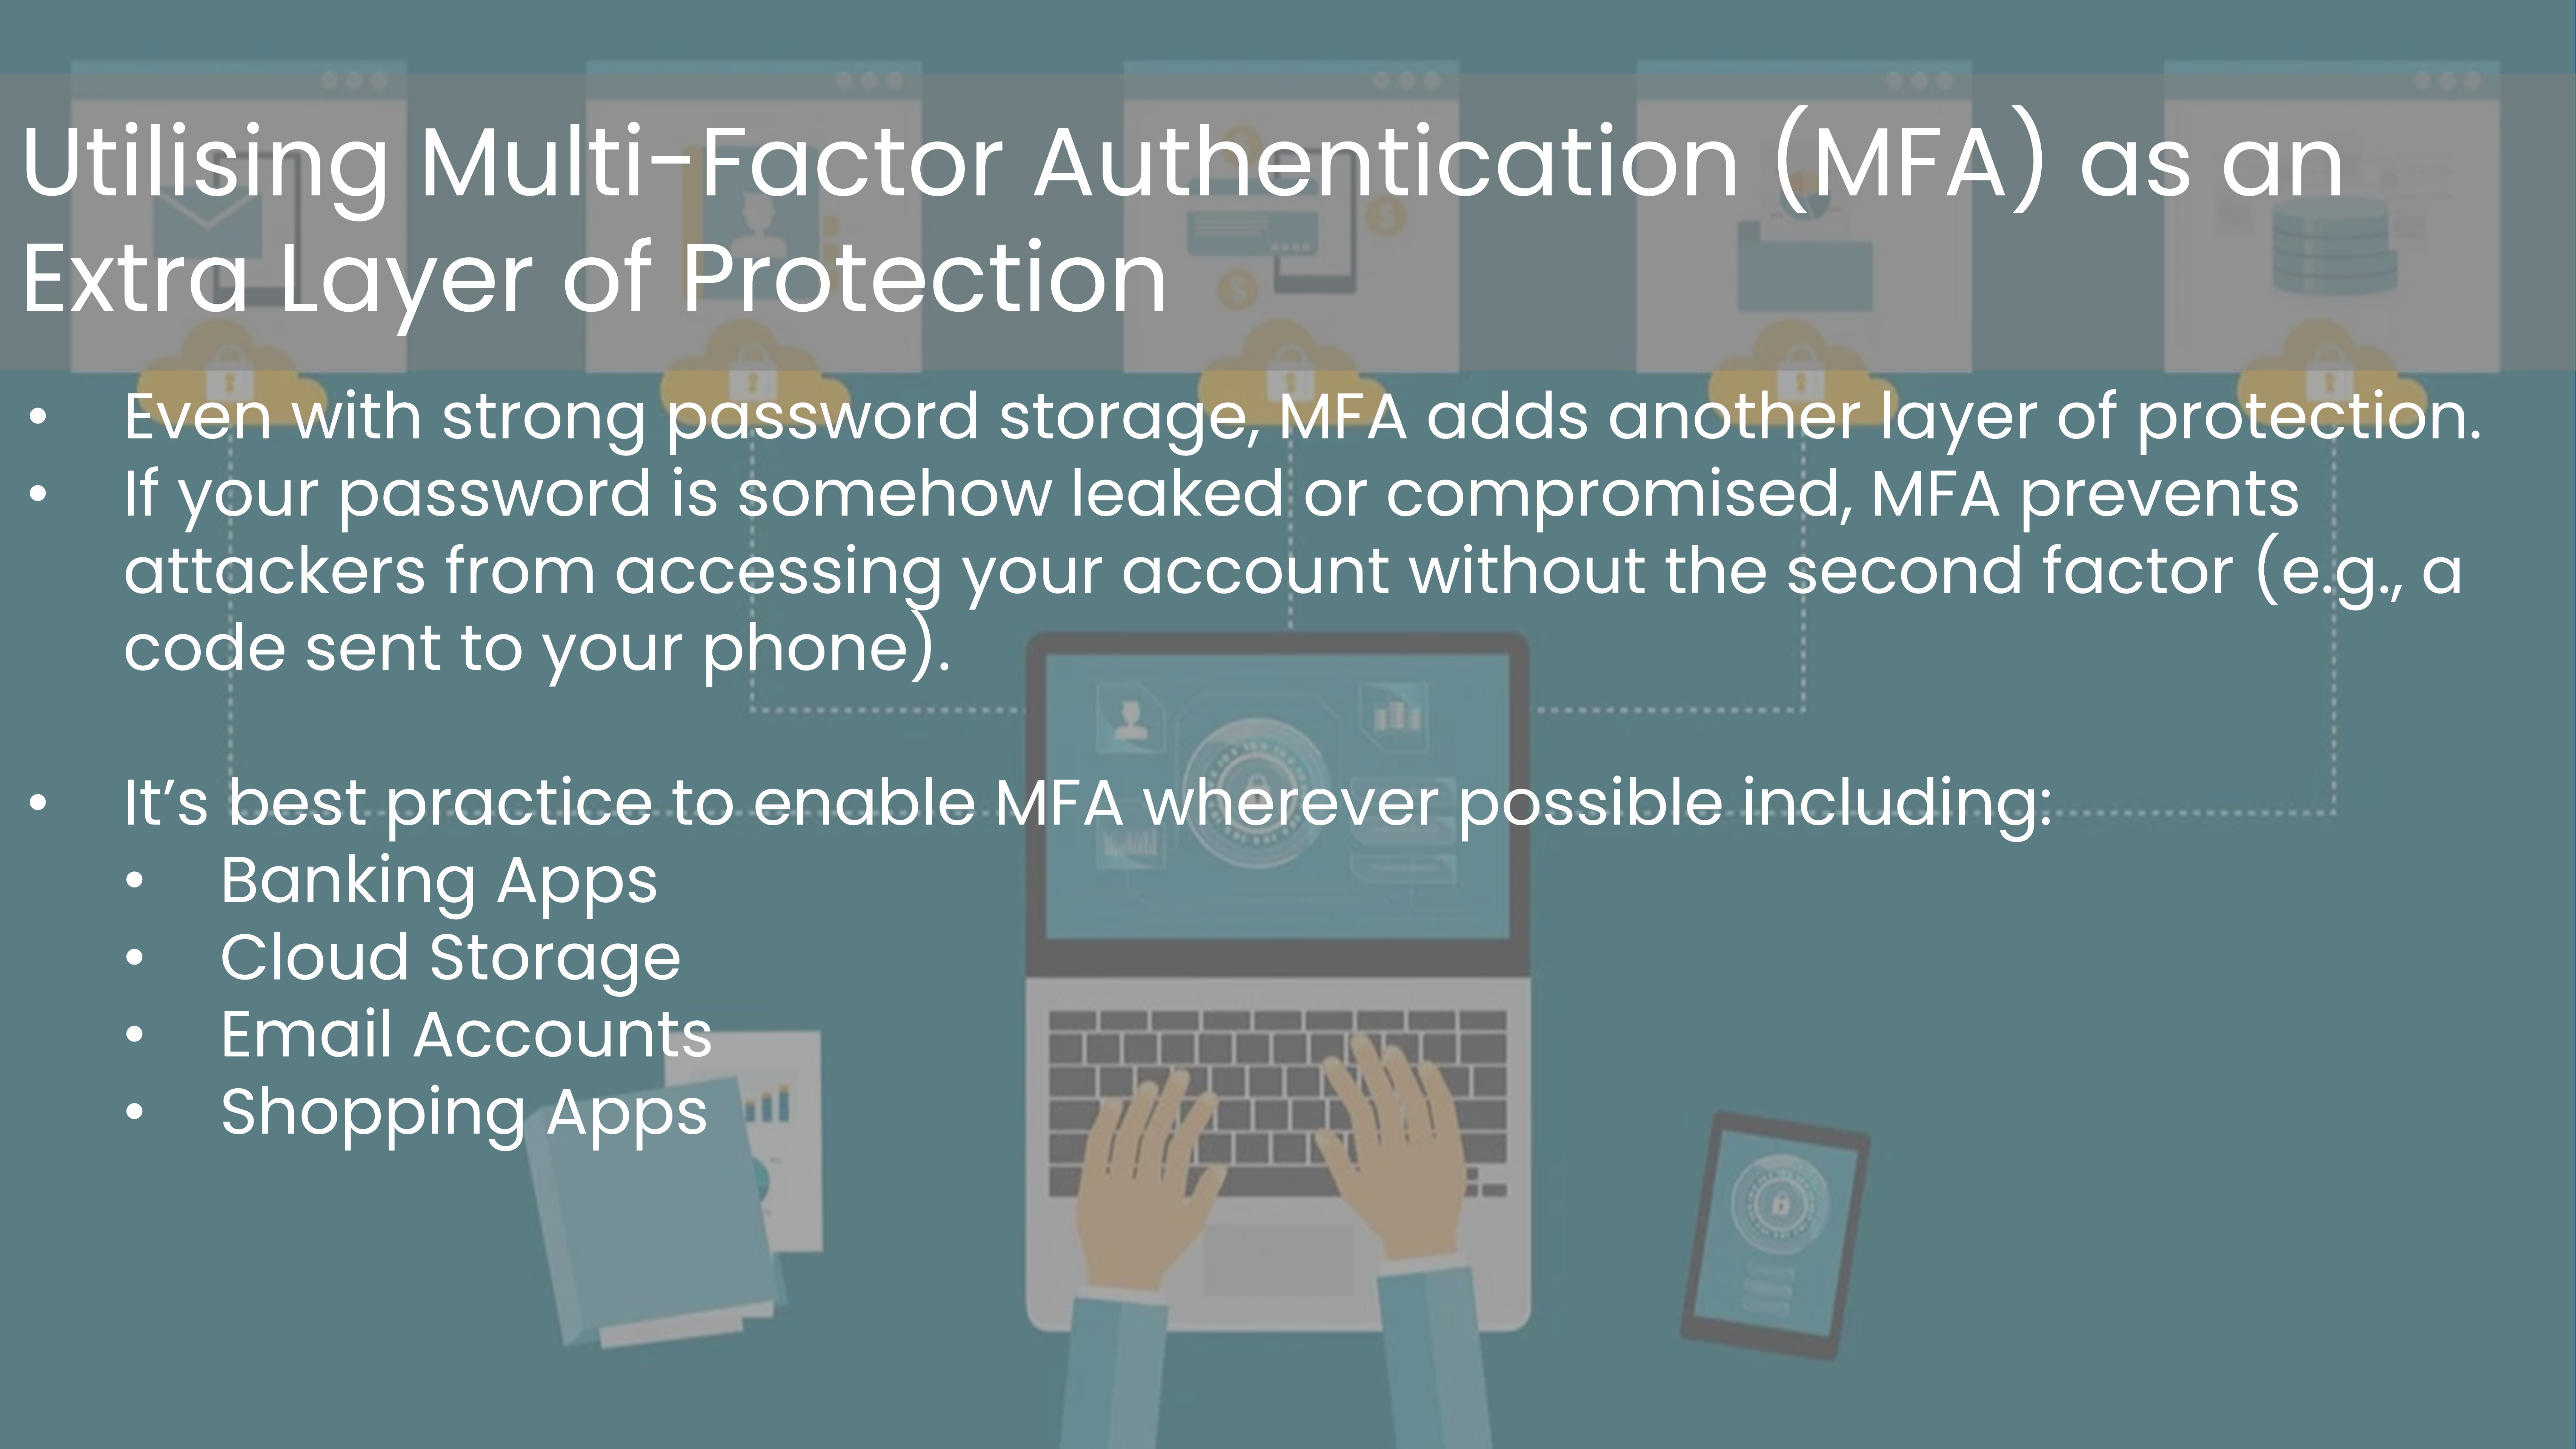 Utilising Multi-Factor Authentication (MFA) as an
Extra Layer of Protection
• Even with strong password storage, MFA adds another layer of protection.
• If your password is somehow leaked or compromised, MFA prevents
attackers from accessing your account without the second factor (e.g., a
code sent to your phone).
• It’s best practice to enable MFA wherever possible including:
• Banking Apps
• Cloud Storage
• Email Accounts
• Shopping Apps